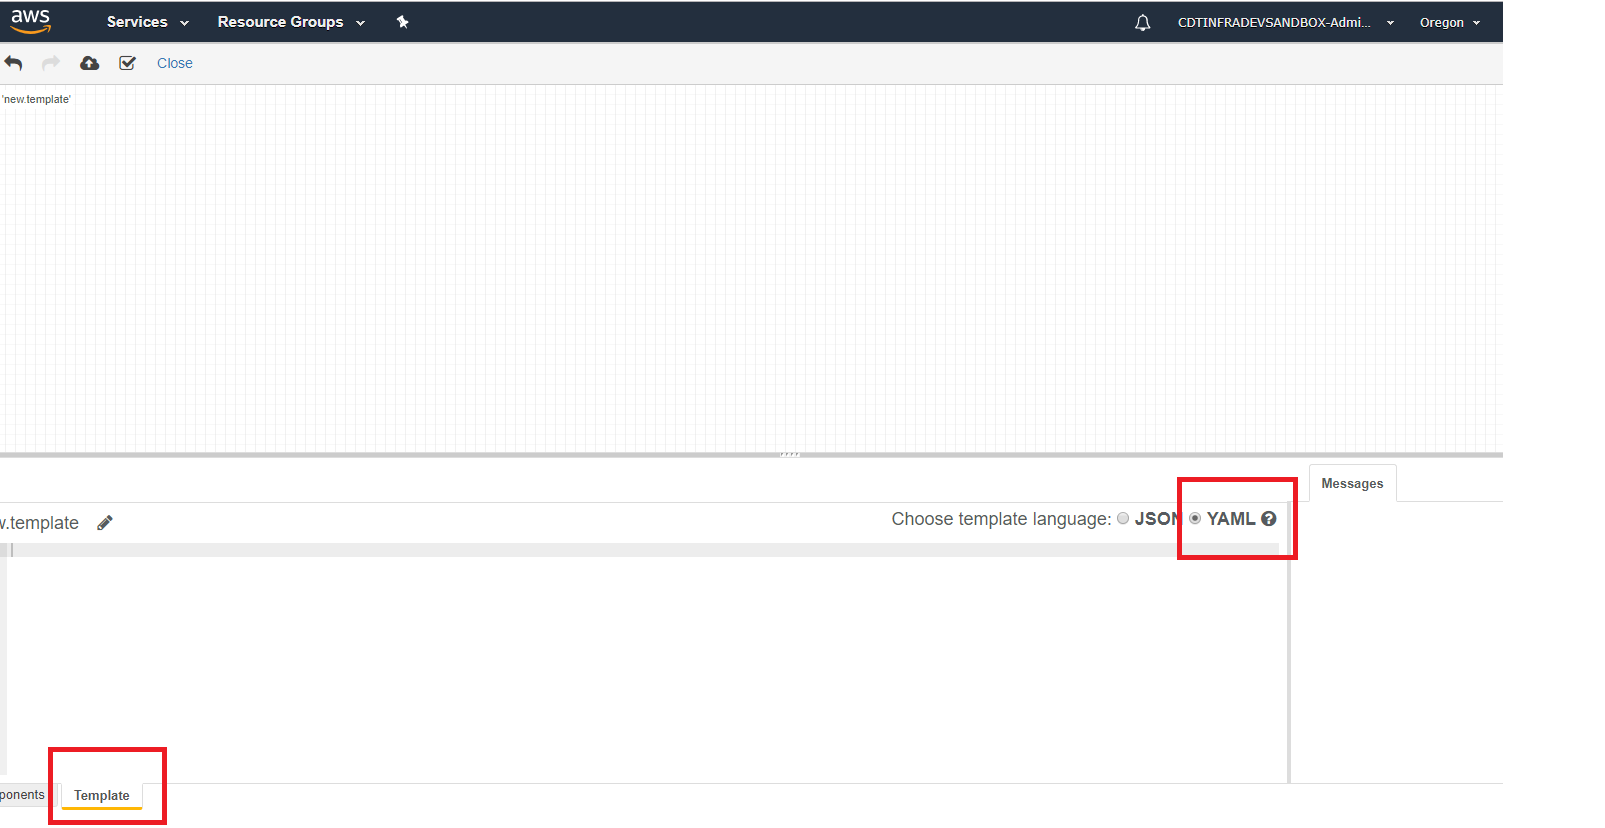 aws Services Resource Groups CDTINFRADEVSANDBOX-Admi... Oregon
Close
'new.template'
Messages
w.template Choose template language: JSON YAML
ponents Template